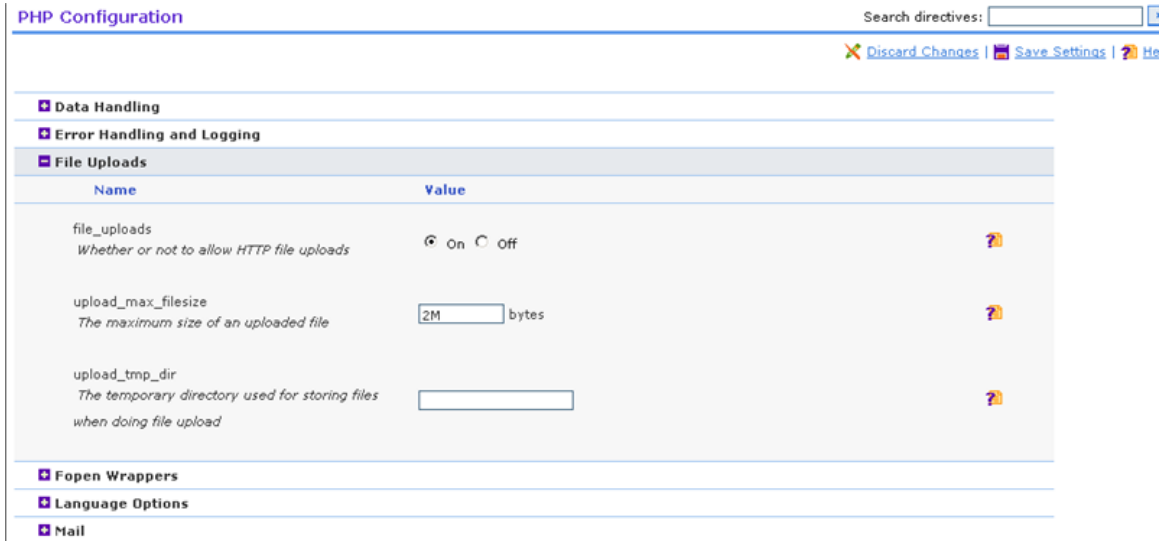 PHP Configuration
Search directives:
Discard Changes | Save Settings | He
Data Handling
Error Handling and Logging
File Uploads
Name Value
file_uploads
Whether or not to allow HTTP file uploads
On Off
upload_max_filesize
The maximum size of an uploaded file
2M bytes
upload_tmp_dir
The temporary directory used for storing files
when doing file upload
Fopen Wrappers
Language Options
Mail